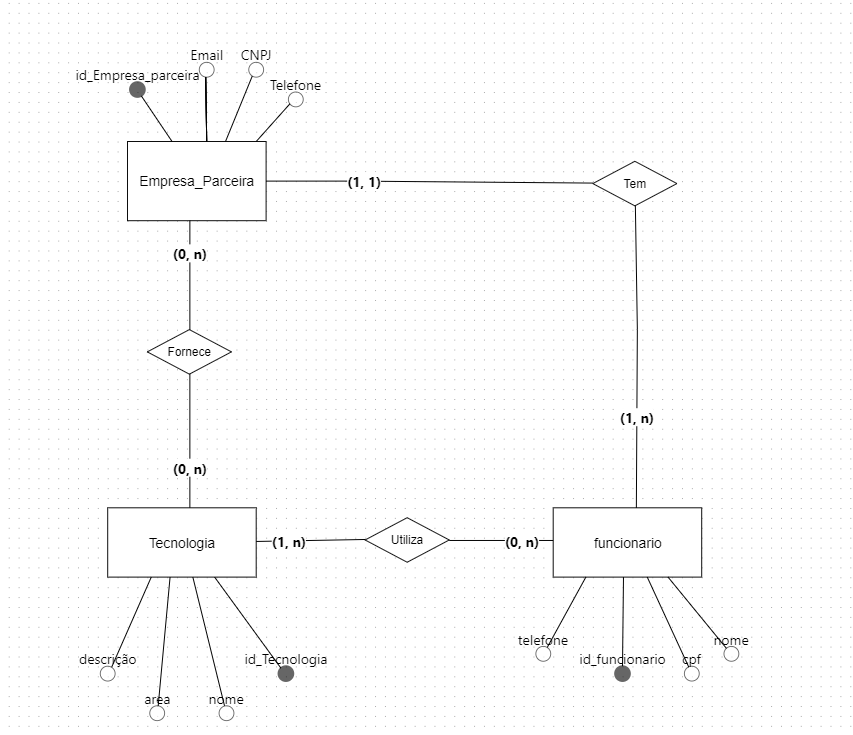 Email
CNPJ
id_Empresa_parceira
Telefone
Empresa_Parceira
(1, 1)
Tem
(0, n)
Fornece
(1, n)
(0, n)
Tecnologia
(1, n)
Utiliza
(0, n)
funcionario
telefone
nome
descrição
id_Tecnologia
id_funcionario
cpf
area
nome